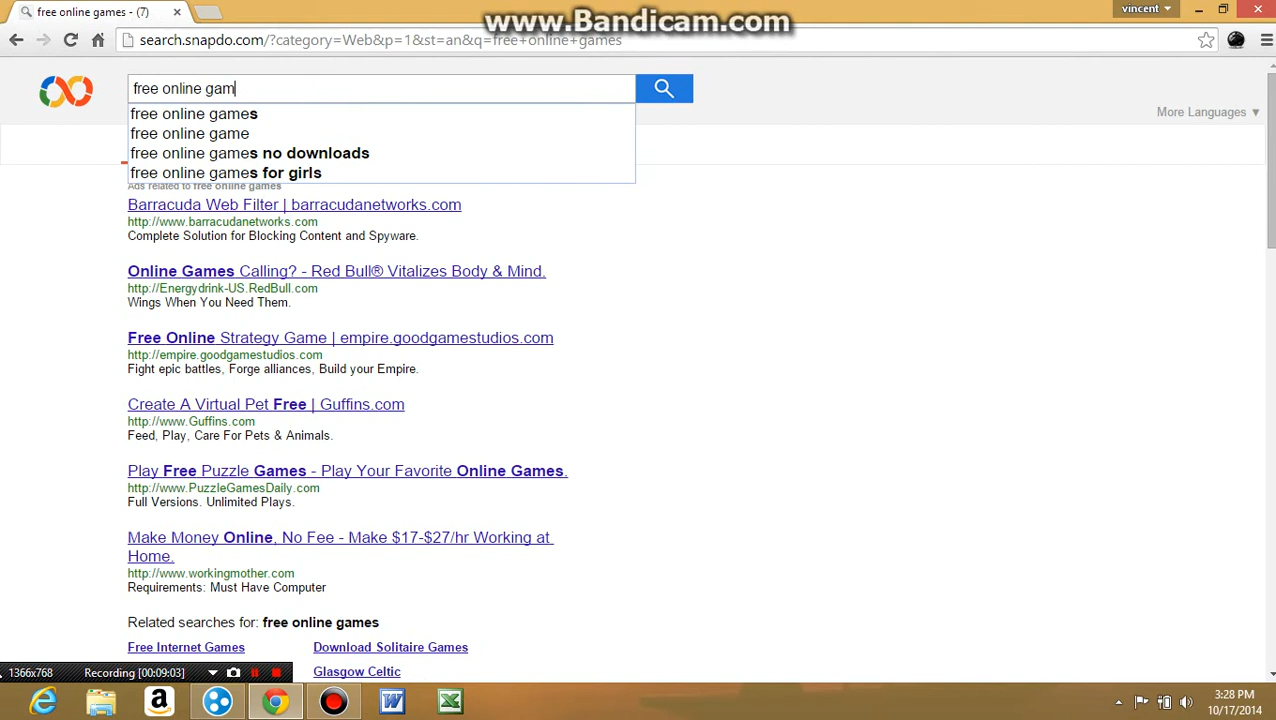 www.Bandicam.com
free online games - (7)
vincent
search.snapdo.com/?category=Web&p=1&st=an&q=free+online+games
free online gam
free online games
free online game
free online games no downloads
free online games for girls
More Languages ▼
Ads related to free online games
Barracuda Web Filter | barracudanetworks.com
http://www.barracudanetworks.com
Complete Solution for Blocking Content and Spyware.
Online Games Calling? - Red Bull® Vitalizes Body & Mind.
http://Energydrink-US.RedBull.com
Wings When You Need Them.
Free Online Strategy Game | empire.goodgamestudios.com
http://empire.goodgamestudios.com
Fight epic battles, Forge alliances, Build your Empire.
Create A Virtual Pet Free | Guffins.com
http://www.Guffins.com
Feed, Play, Care For Pets & Animals.
Play Free Puzzle Games - Play Your Favorite Online Games.
http://www.PuzzleGamesDaily.com
Full Versions. Unlimited Plays.
Make Money Online, No Fee - Make $17-$27/hr Working at
Home.
http://www.workingmother.com
Requirements: Must Have Computer
Related searches for: free online games
Free Internet Games
Download Solitaire Games
Glasgow Celtic
1366x768
Recording [00:09:03]
3:28 PM
10/17/2014